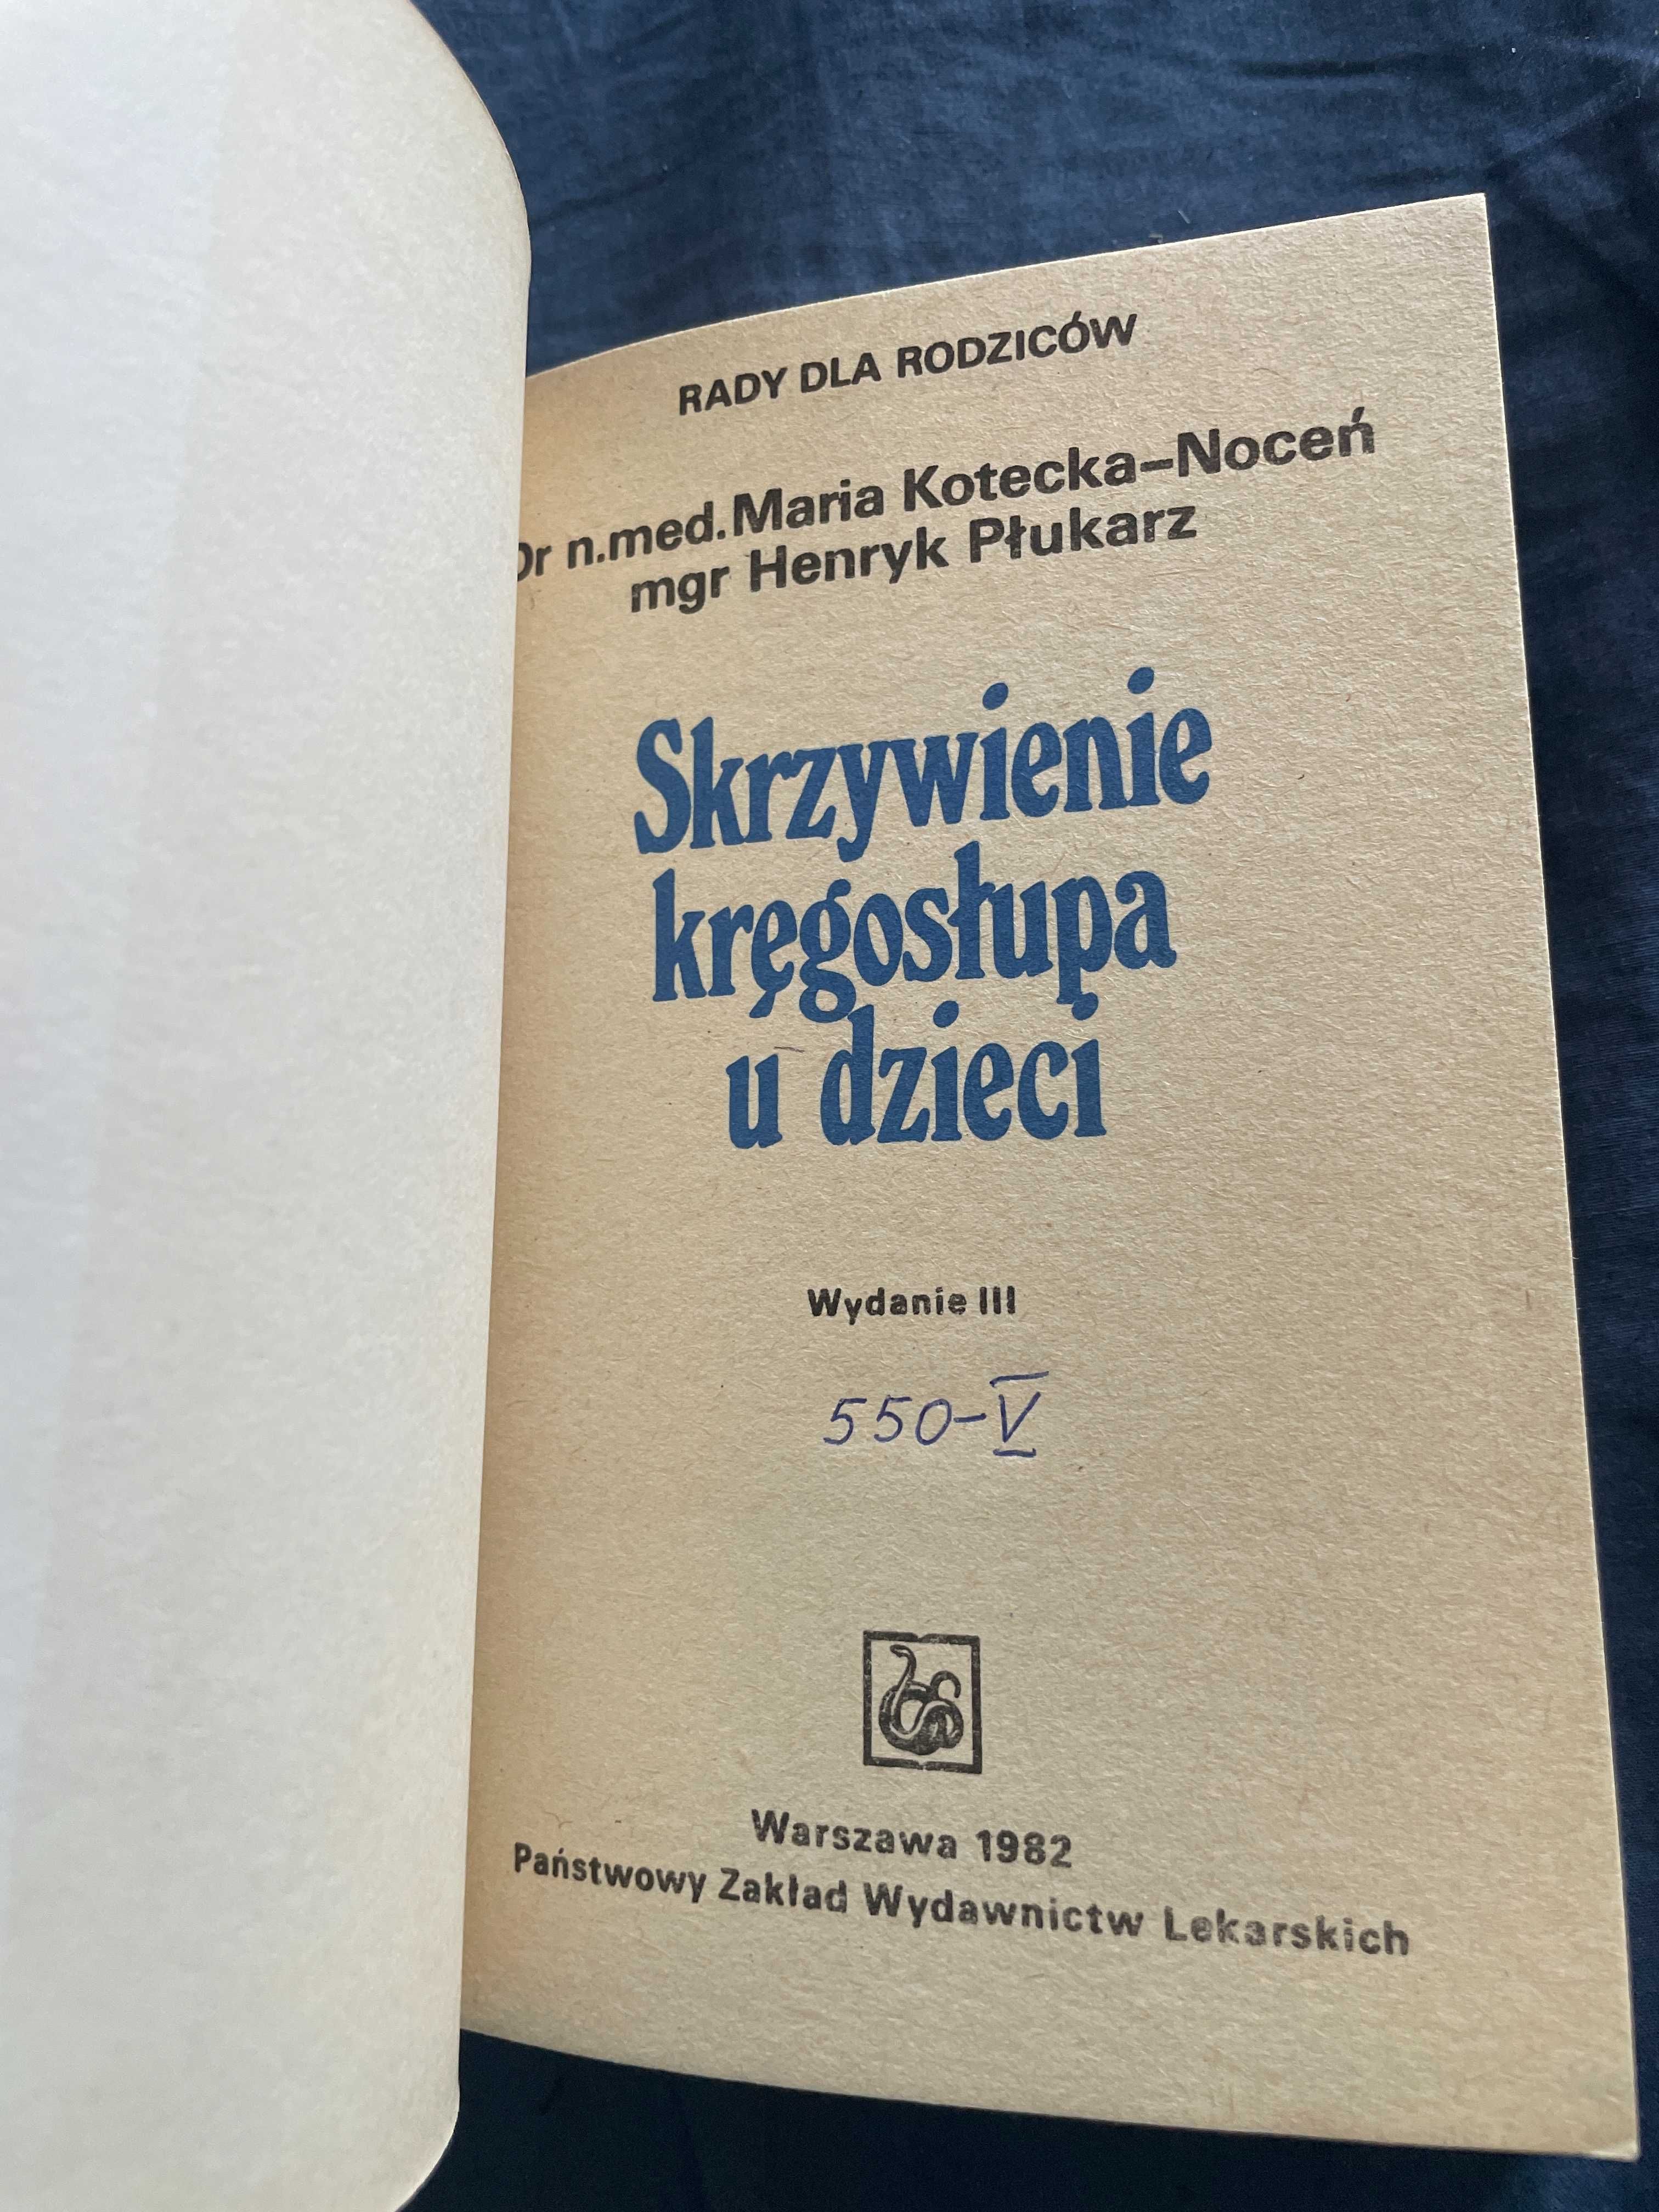 RADY DLA RODZICÓW
Dr n.med. Maria Kotecka-Noceń
mgr Henryk Płukarz
Skrzywienie
kręgosłupa
u dzieci
Wydanie III
550-V
Warszawa 1982
Państwowy Zakład Wydawnictw Lekarskich